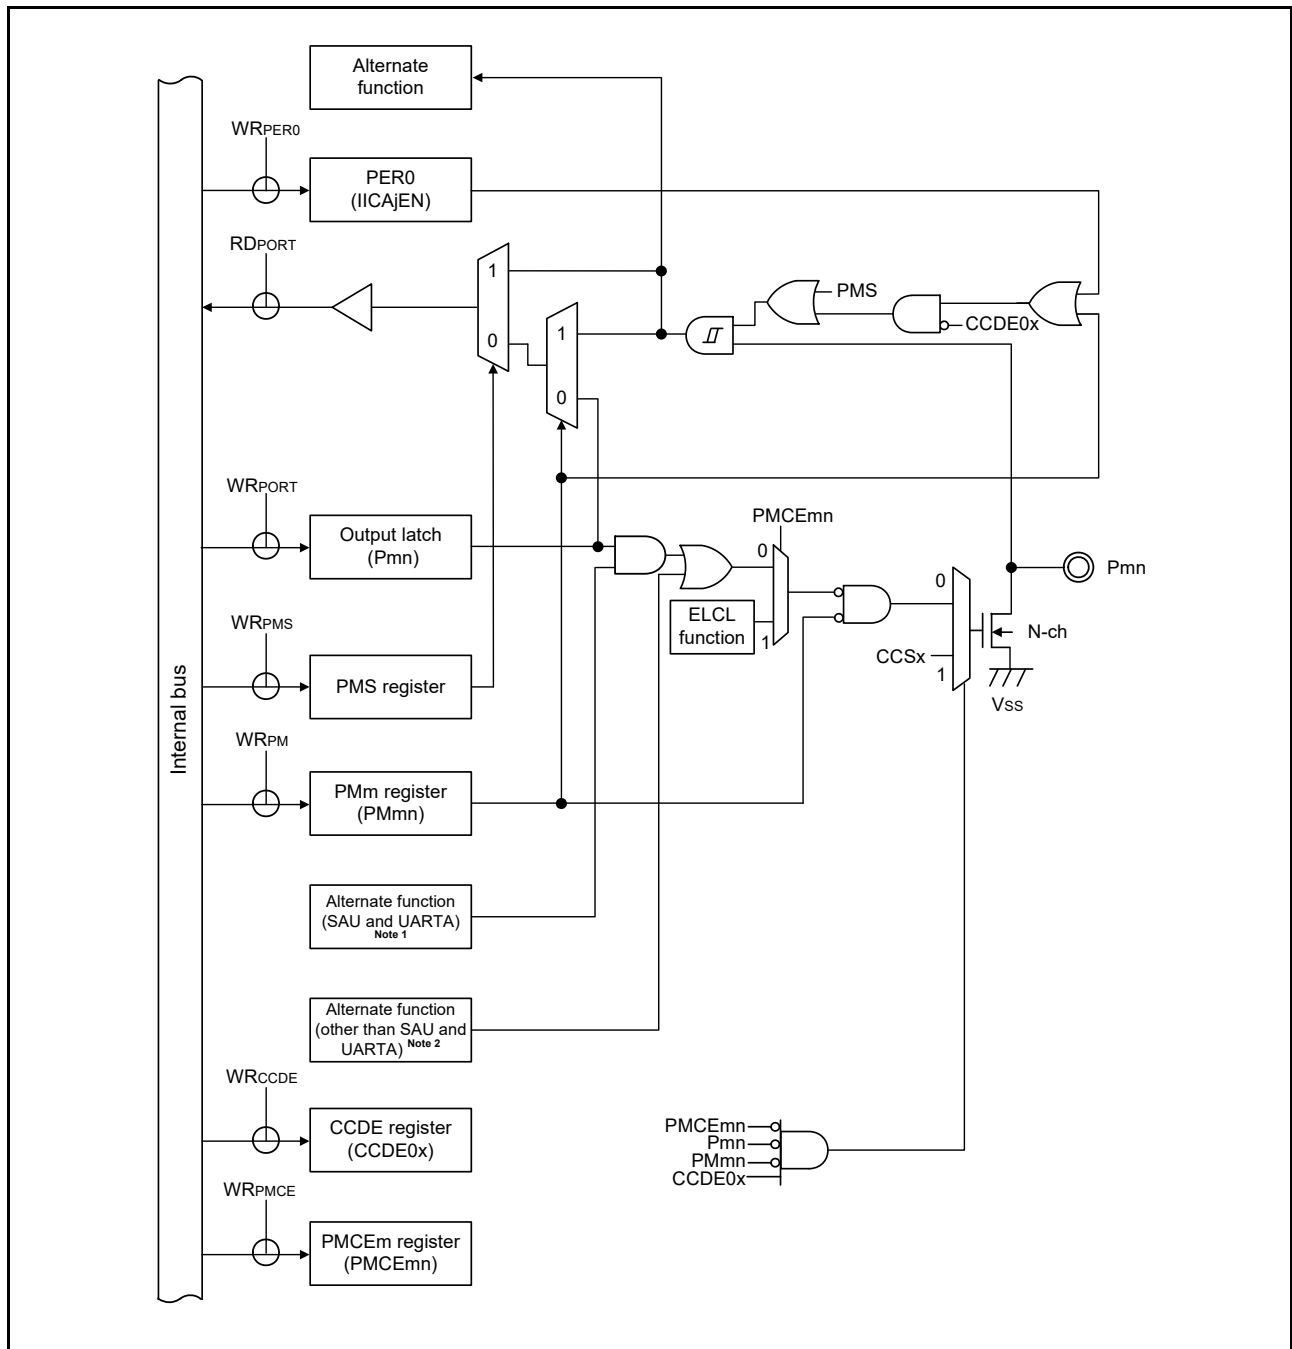 Alternate
function
WRPER0
PER0
(IICAjEN)
RDPORT
1
0
1
0
PMS
CCDE0x
WRPORT
Output latch
(Pmn)
PMCEmn
0
ELCL
function
1
0
CCSx
1
Pmn
N-ch
VSS
WRPMS
PMS register
Internal bus
WRPM
PMm register
(PMmn)
Alternate function
(SAU and UARTA)
Note 1
Alternate function
(other than SAU and
UARTA) Note 2
WRCCDE
CCDE register
(CCDE0x)
PMCEmn
Pmn
PMmn
CCDE0x
WRPMCE
PMCEm register
(PMCEmn)